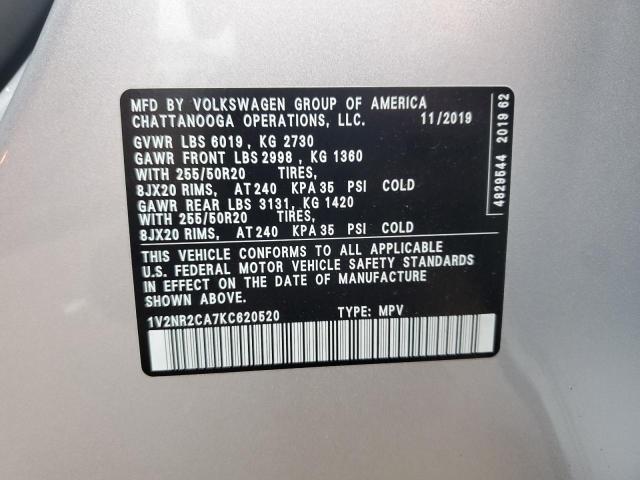 MFD BY VOLKSWAGEN GROUP OF AMERICA
CHATTANOOGA OPERATIONS, LLC. 11/2019
GVWR LBS 6019 , KG 2730
GAWR FRONT LBS 2998 , KG 1360
WITH 255/50R20 TIRES,
8JX20 RIMS, AT 240 KPA 35 PSI COLD
GAWR REAR LBS 3131, KG 1420
WITH 255/50R20 TIRES,
8JX20 RIMS, AT 240 KPA 35 PSI COLD
THIS VEHICLE CONFORMS TO ALL APPLICABLE
U.S. FEDERAL MOTOR VEHICLE SAFETY STANDARDS
IN EFFECT ON THE DATE OF MANUFACTURE
SHOWN ABOVE
1V2NR2CA7KC620520 TYPE: MPV
4829544 2019 62